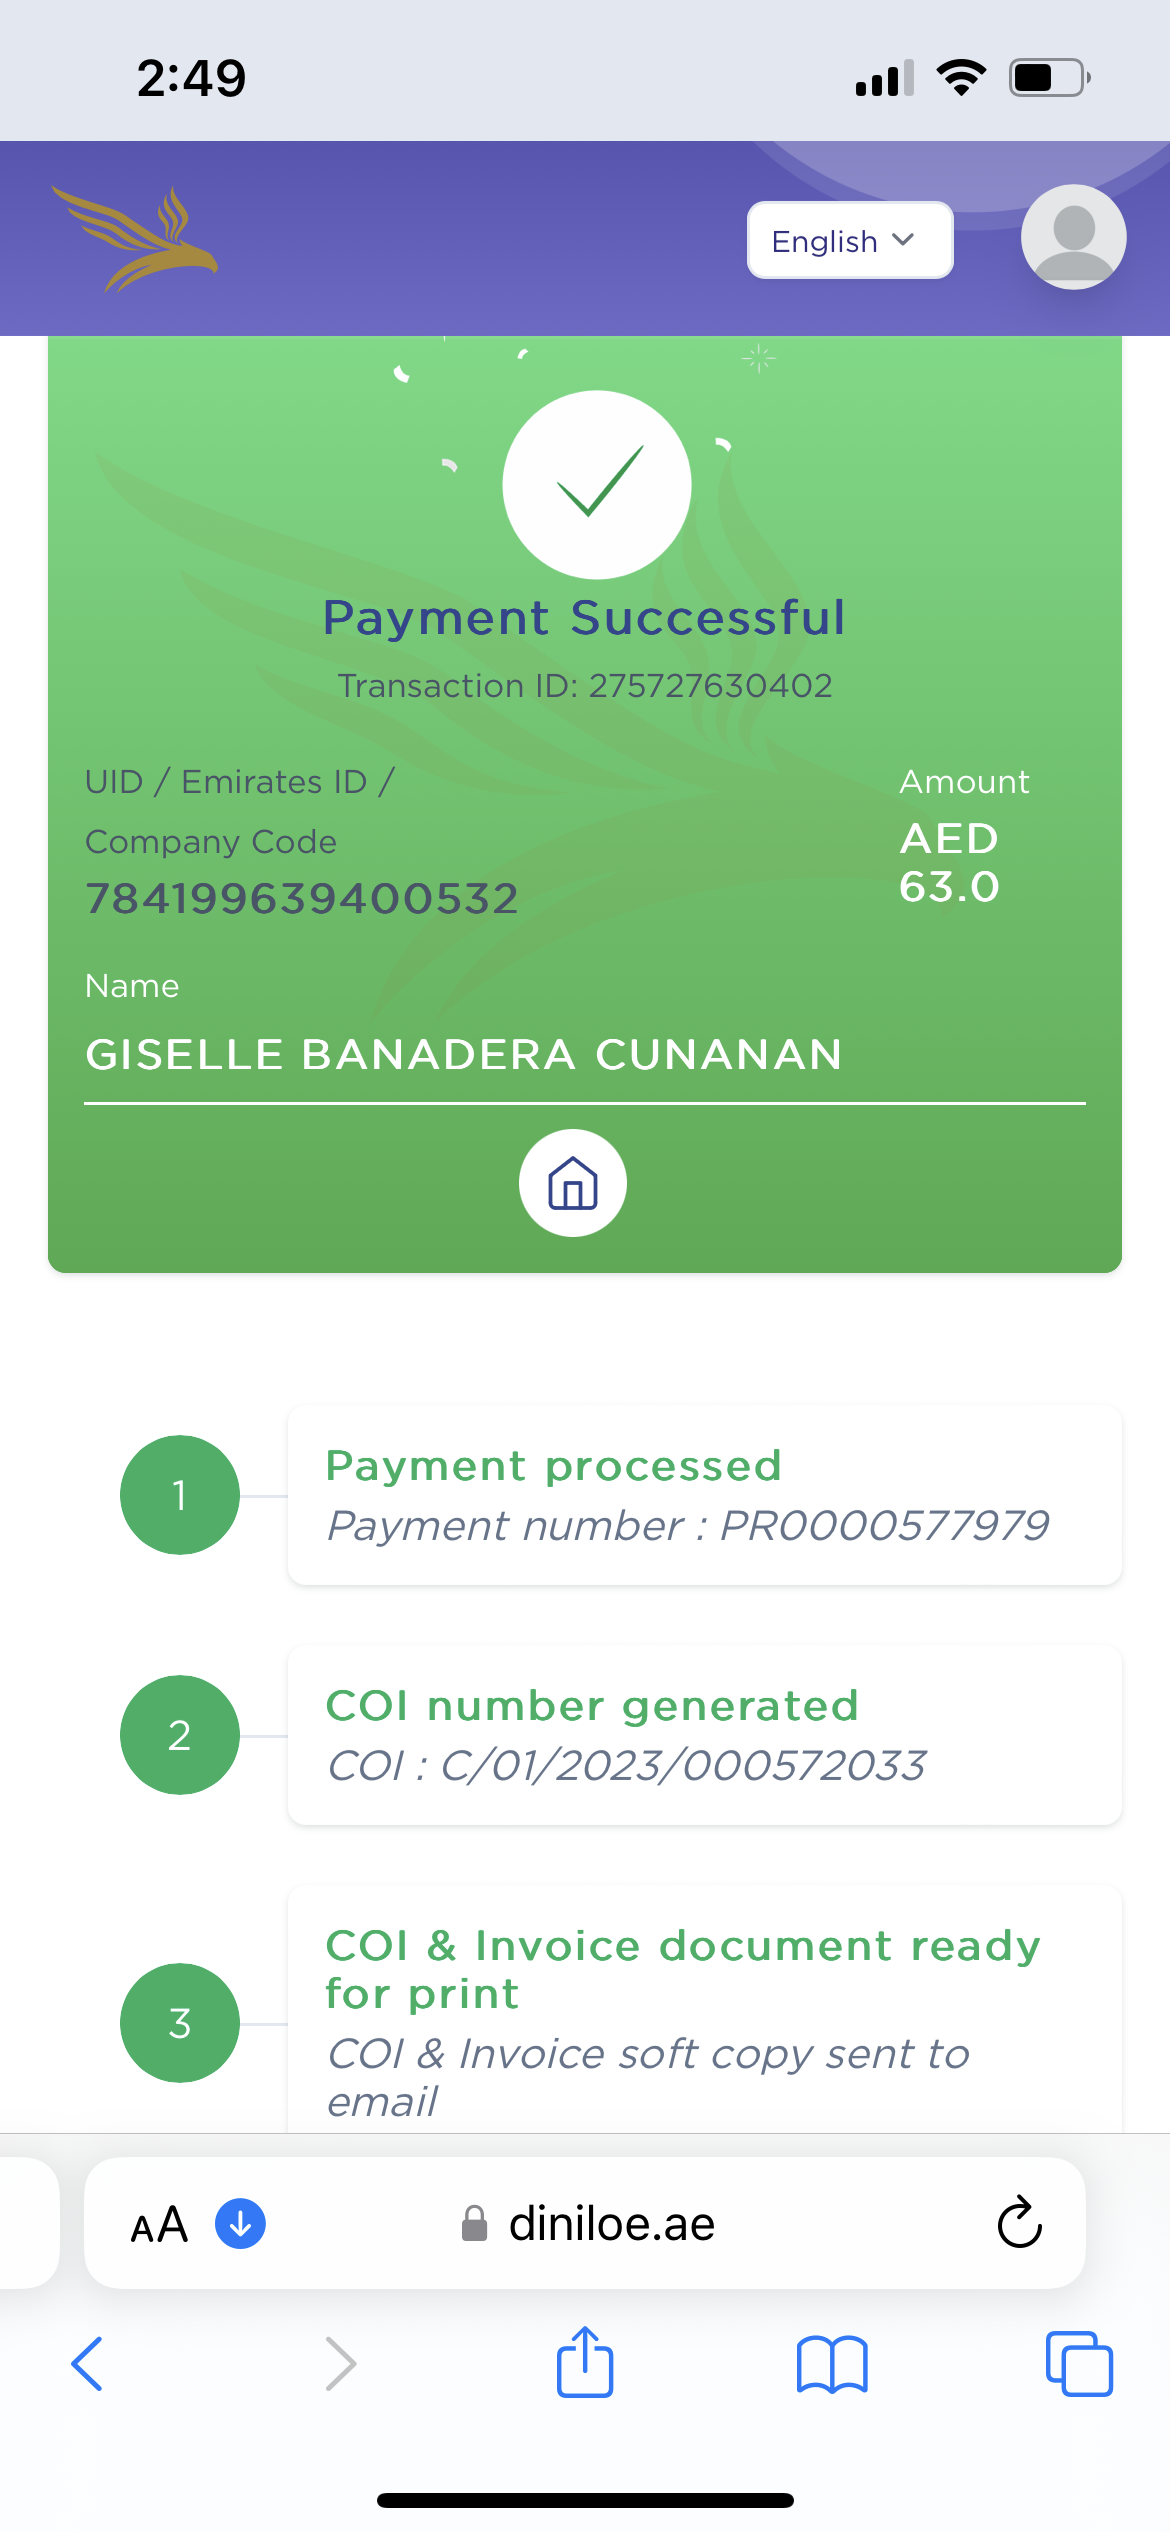 2:49
English
Payment Successful
Transaction ID: 275727630402
UID / Emirates ID /
Company Code
784199639400532
Amount
AED
63.0
Name
GISELLE BANADERA CUNANAN
1
Payment processed
Payment number : PR0000577979
2
COI number generated
COI : C/01/2023/000572033
3
COI & Invoice document ready
for print
COI & Invoice soft copy sent to
email
AA
diniloe.ae